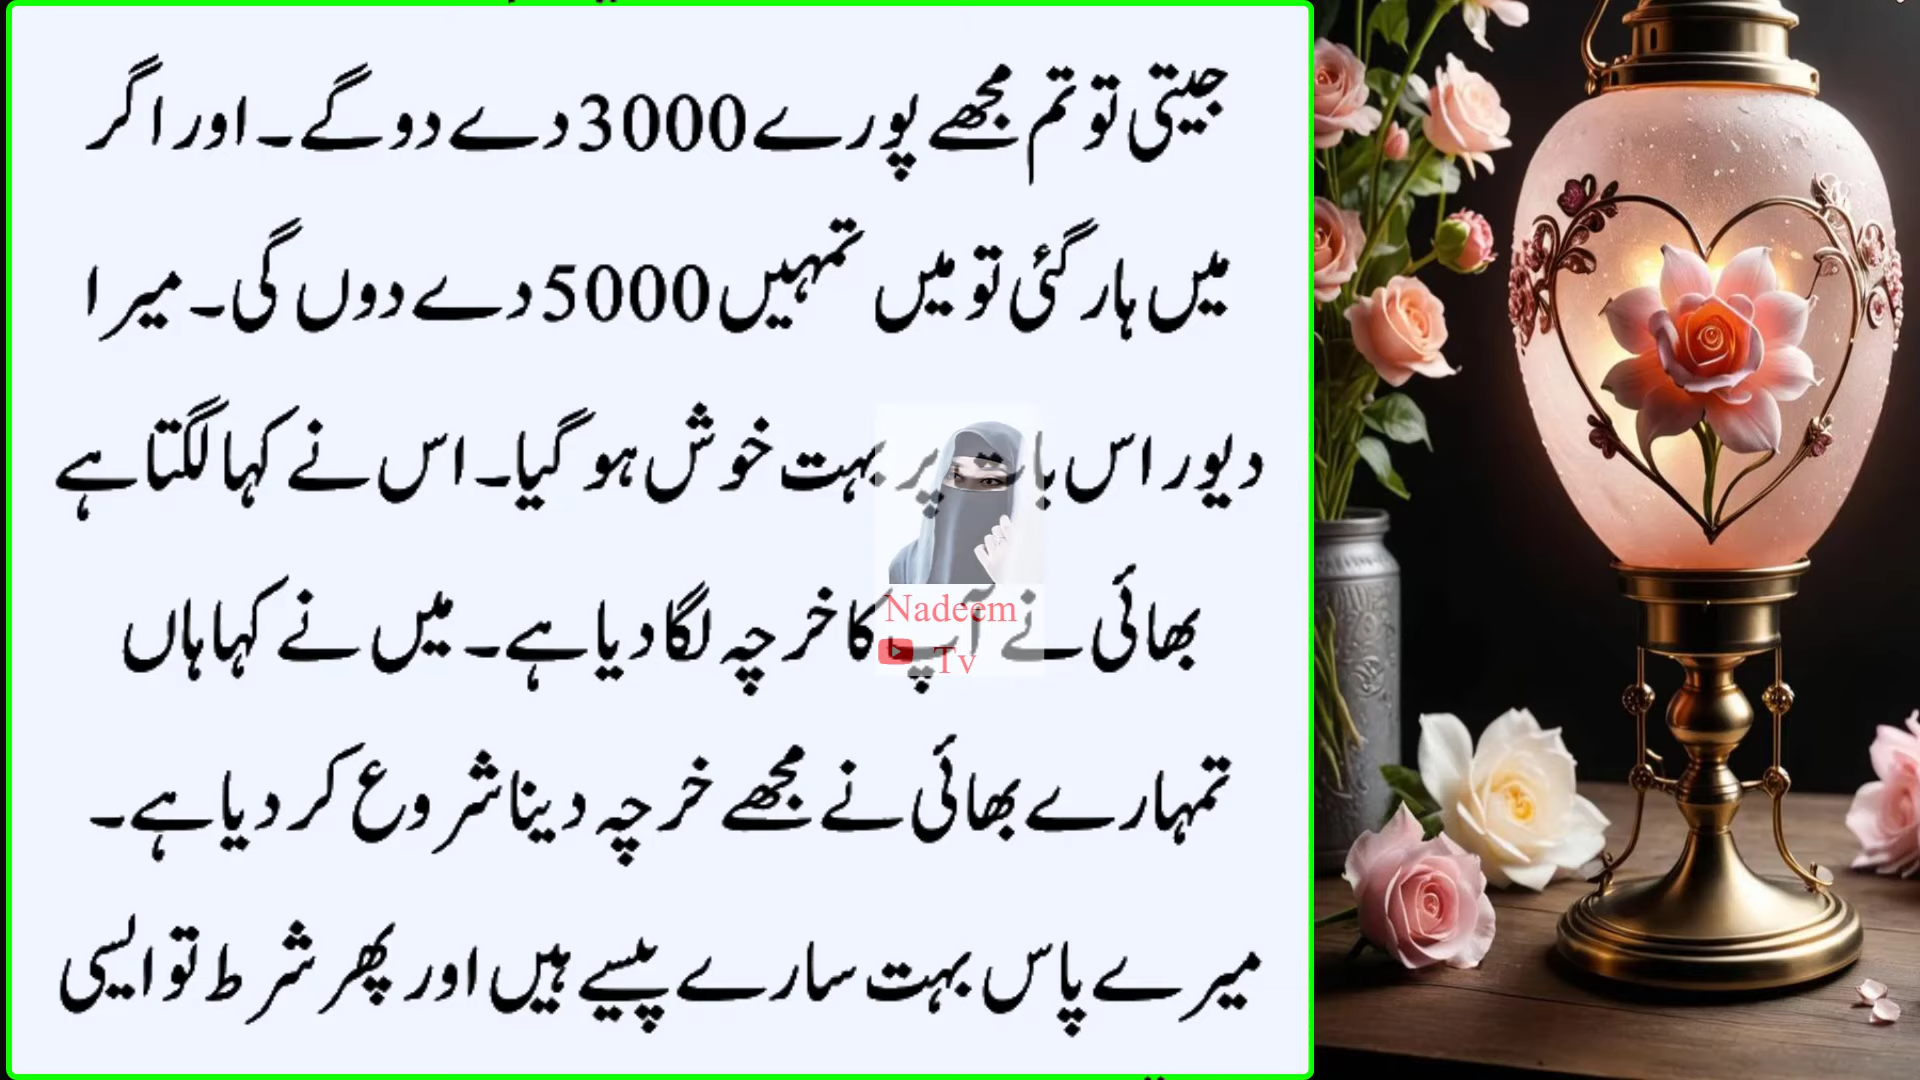 جیتی تو تم مجھے پورے 3000 دے دو گے۔ اور اگر
میں ہار گئی تو میں تمہیں 5000 دے دوں گی۔ میرا
دیور اس بات پر بہت خوش ہو گیا۔ اس نے کہا لگتا ہے
بھائی نے آپ کا خرچہ لگا دیا ہے۔ میں نے کہا ہاں
تمہارے بھائی نے مجھے خرچہ دینا شروع کر دیا ہے۔
میرے پاس بہت سارے پیسے ہیں اور پھر شرط تو ایسی
Nadeem
Tv